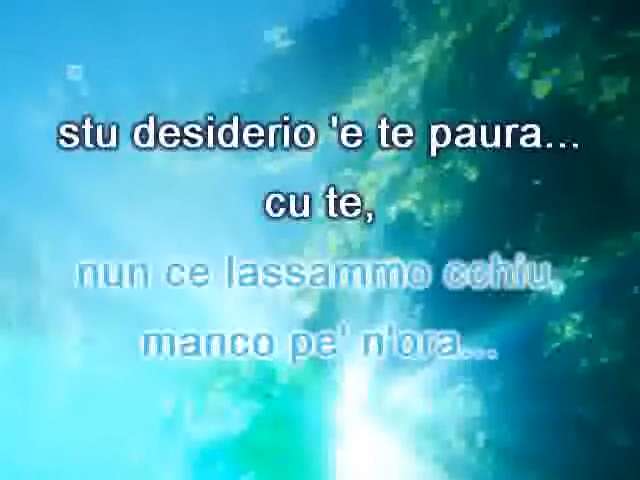 stu desiderio 'e te paura...
cu te,
nun ce lassammo cchiu,
manco pe' n'ora...